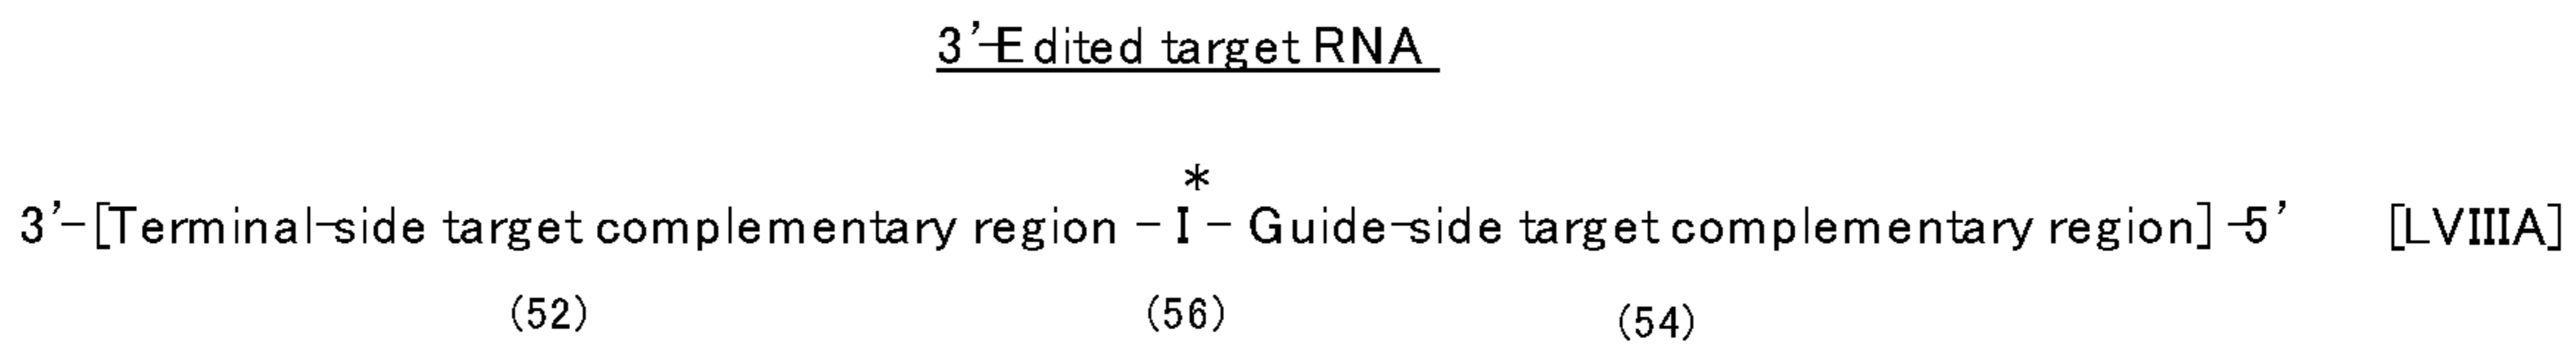 3'-Edited target RNA
*
3'-[Terminal-side target complementary region - I - Guide-side target complementary region]-5' [LVIIIA]
(52) (56) (54)